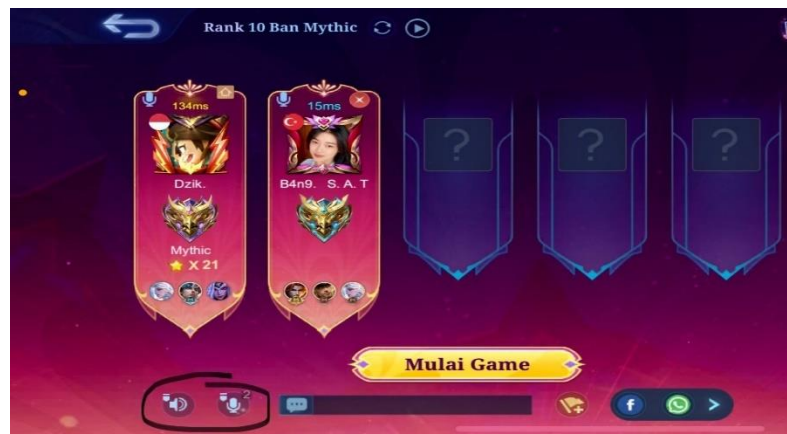 Rank 10 Ban Mythic
134ms
15ms
Dzik.
B4n9. S. A. T
Mythic
X 21
? ? ?
Mulai Game
2
f